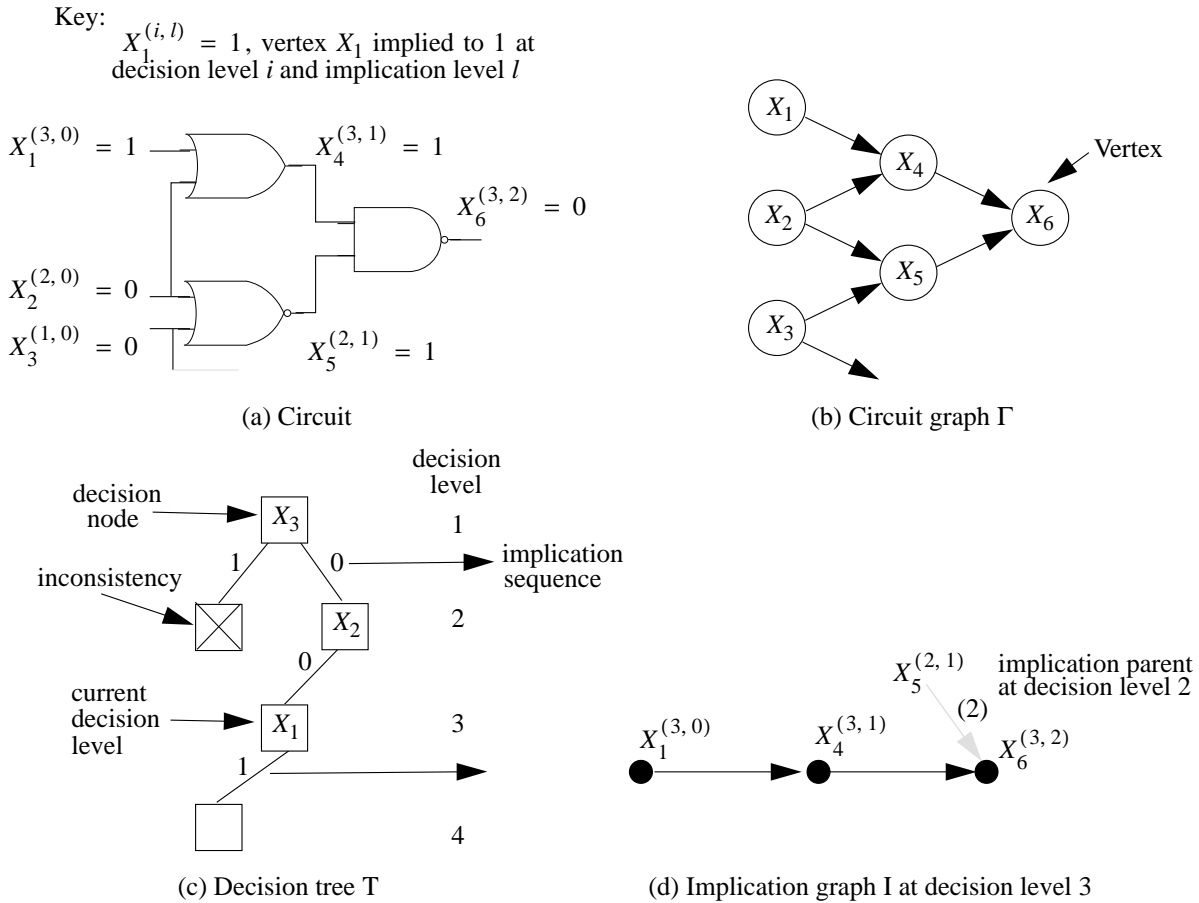 Key:
X_1^(i, l) = 1, vertex X_1 implied to 1 at
decision level i and implication level l
X_1^(3, 0) = 1
X_4^(3, 1) = 1
X_6^(3, 2) = 0
X_2^(2, 0) = 0
X_3^(1, 0) = 0
X_5^(2, 1) = 1
(a) Circuit
X_1
X_4
Vertex
X_2
X_6
X_5
X_3
(b) Circuit graph Γ
decision
level
decision
node
X_3
1
1
0
implication
sequence
inconsistency
X_2
2
0
current
decision
level
X_1
3
1
4
(c) Decision tree T
X_5^(2, 1)
implication parent
at decision level 2
(2)
X_1^(3, 0)
X_4^(3, 1)
X_6^(3, 2)
(d) Implication graph I at decision level 3